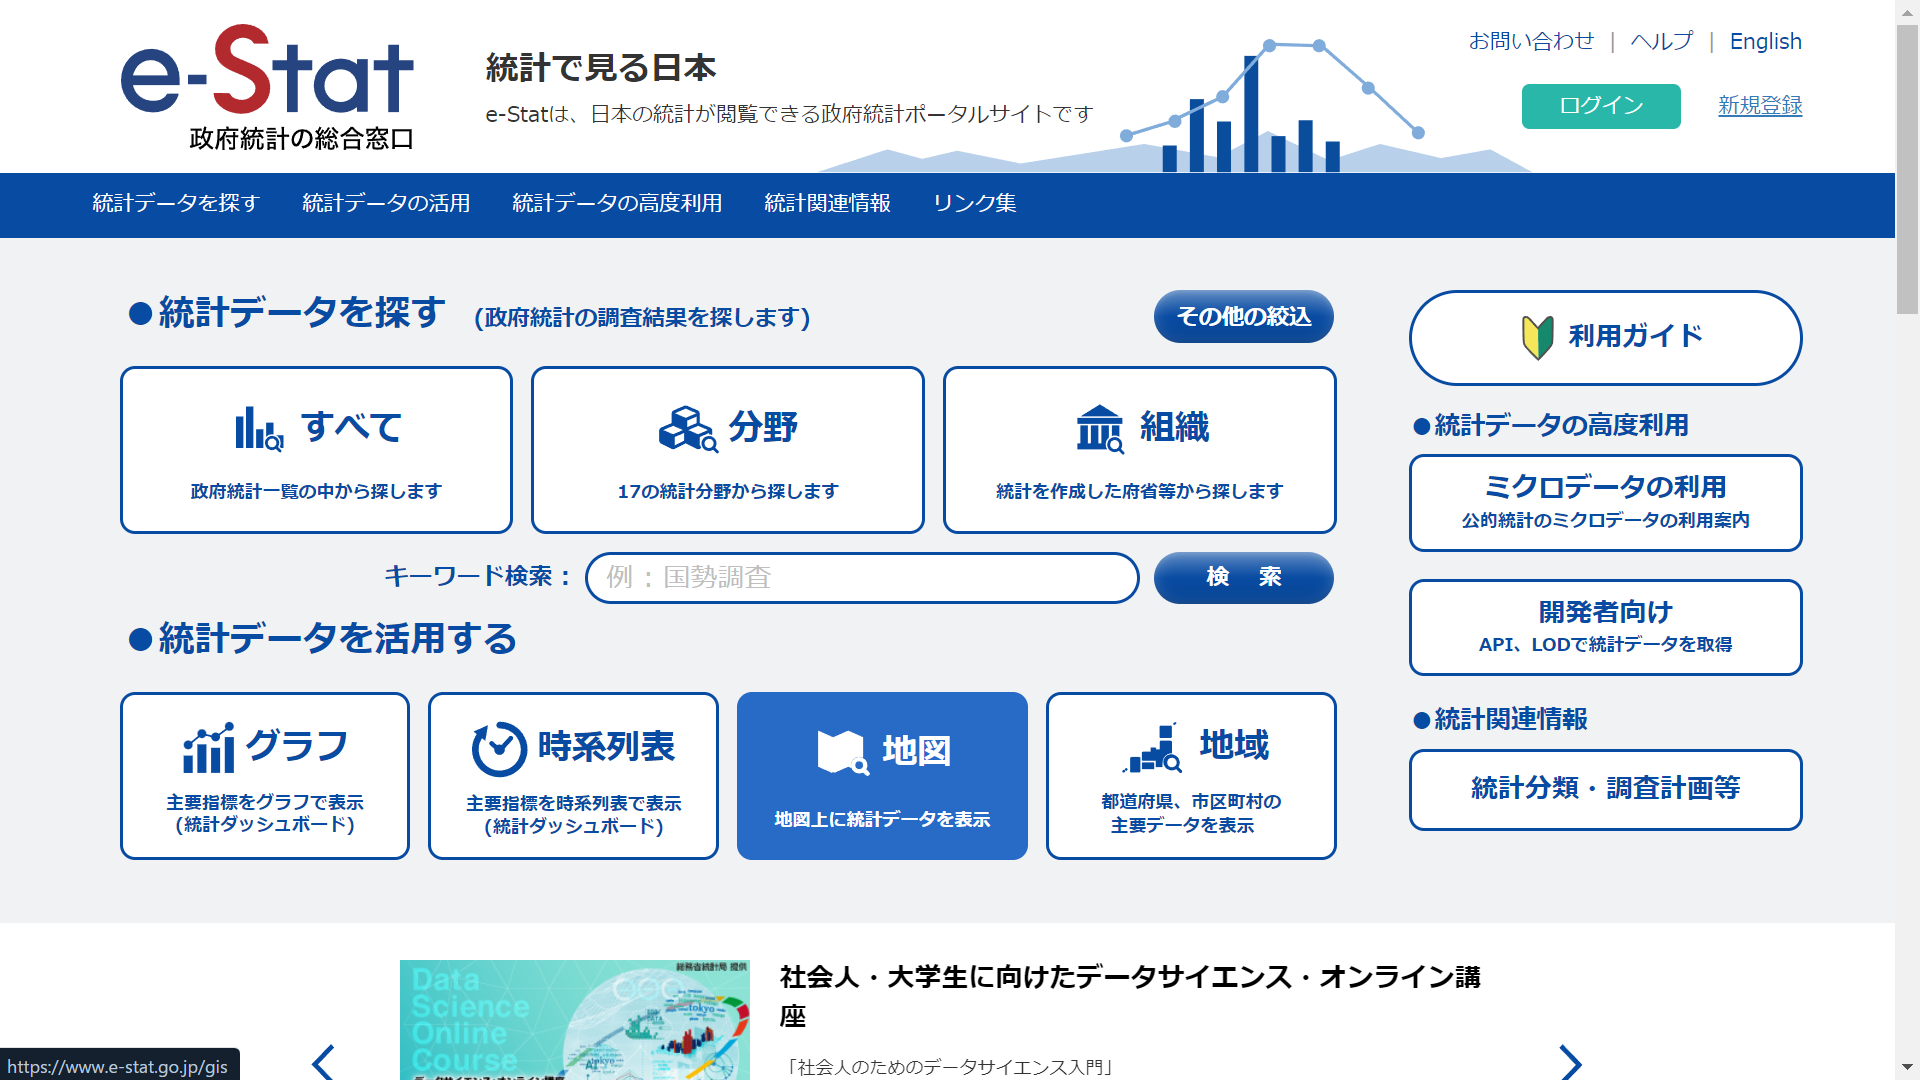 e-Stat
政府統計の総合窓口
統計で見る日本
e-Statは、日本の統計が閲覧できる政府統計ポータルサイトです
お問い合わせ | ヘルプ | English
ログイン
新規登録
統計データを探す 統計データの活用 統計データの高度利用 統計関連情報 リンク集
●統計データを探す (政府統計の調査結果を探します)
その他の絞込
すべて
政府統計一覧の中から探します
分野
17の統計分野から探します
組織
統計を作成した府省等から探します
キーワード検索：
例：国勢調査
検 索
●統計データを活用する
グラフ
主要指標をグラフで表示
(統計ダッシュボード)
時系列表
主要指標を時系列表で表示
(統計ダッシュボード)
地図
地図上に統計データを表示
地域
都道府県、市区町村の
主要データを表示
利用ガイド
●統計データの高度利用
ミクロデータの利用
公的統計のミクロデータの利用案内
開発者向け
API、LODで統計データを取得
●統計関連情報
統計分類・調査計画等
総務省統計局 提供
Data
Science
Online
Course
データサイエンス・オンライン講座
tokyo
社会人・大学生に向けたデータサイエンス・オンライン講
座
「社会人のためのデータサイエンス入門」
https://www.e-stat.go.jp/gis